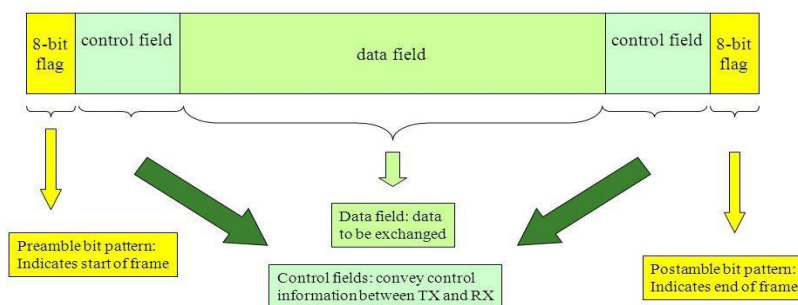 8-bit
flag
control field
data field
control field
8-bit
flag
Data field: data
to be exchanged
Preamble bit pattern:
Indicates start of frame
Control fields: convey control
information between TX and RX
Postamble bit pattern:
Indicates end of frame